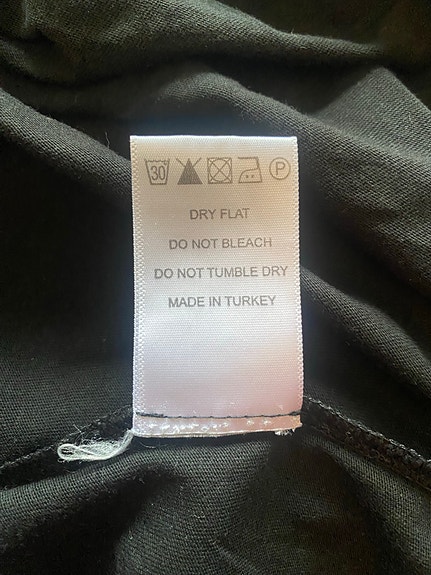 30 P
DRY FLAT
DO NOT BLEACH
DO NOT TUMBLE DRY
MADE IN TURKEY